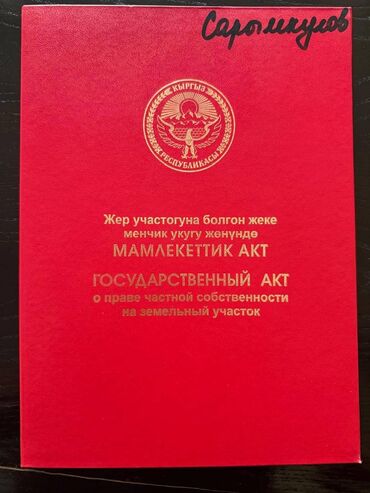 Сарымкулов
КЫРГЫЗ
РЕСПУБЛИКАСЫ
Жер участогуна болгон жеке
менчик укугу жөнүндө
МАМЛЕКЕТТИК АКТ
ГОСУДАРСТВЕННЫЙ АКТ
о праве частной собственности
на земельный участок